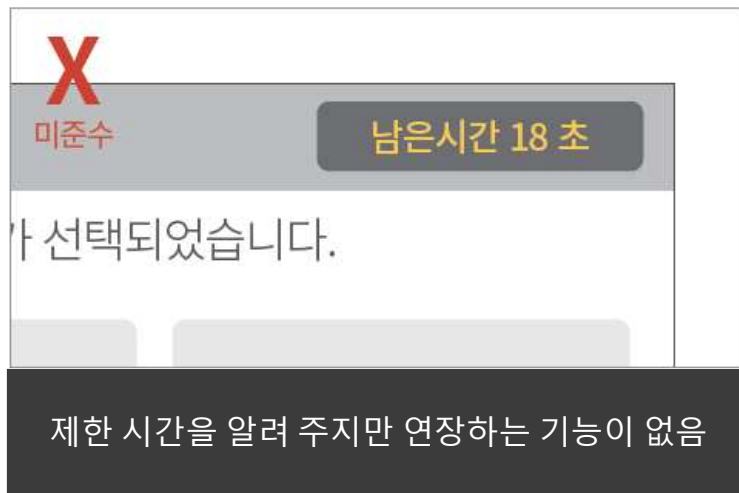 X
미준수
남은시간 18 초
가 선택되었습니다.
제한 시간을 알려 주지만 연장하는 기능이 없음